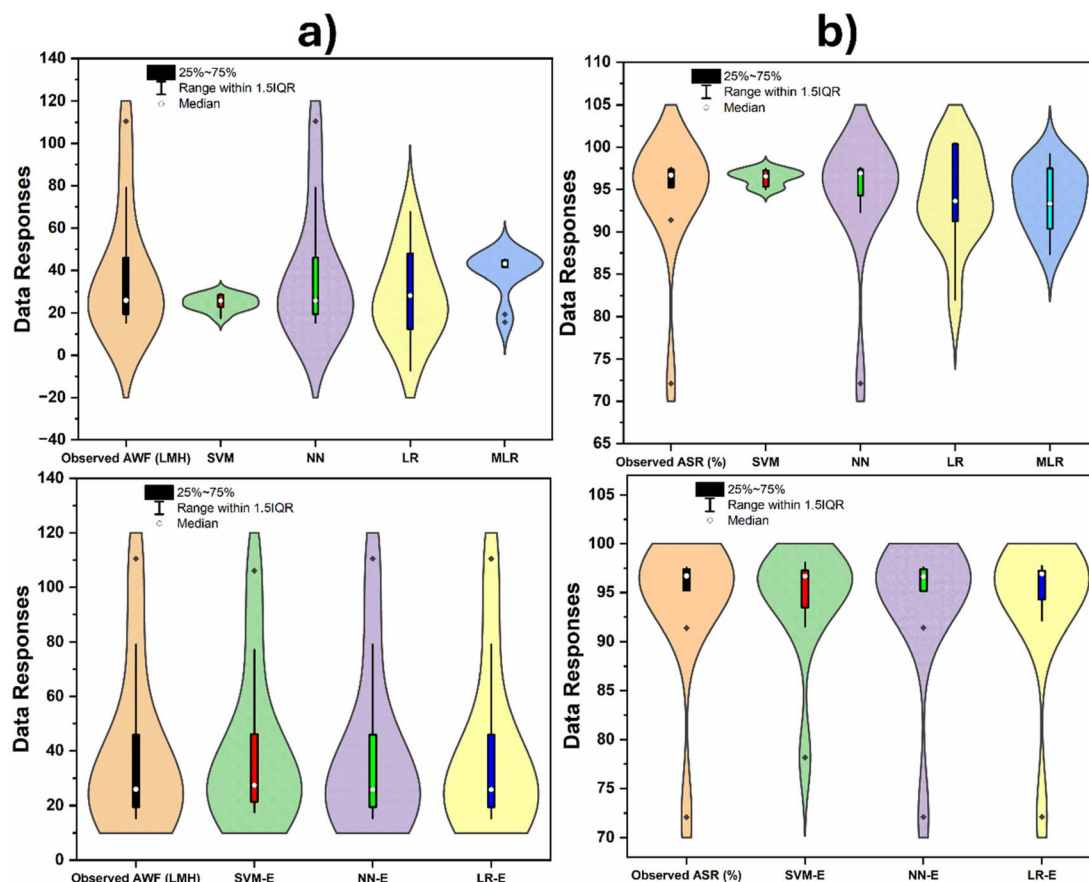 a)
140
120
100
80
60
40
20
0
−20
−40
Data Responses
25%~75%
Range within 1.5IQR
Median
Observed AWF (LMH) SVM NN LR MLR
b)
110
105
100
95
90
85
80
75
70
65
Data Responses
25%~75%
Range within 1.5IQR
Median
Observed ASR (%) SVM NN LR MLR
140
120
100
80
60
40
20
0
Data Responses
25%~75%
Range within 1.5IQR
Median
Observed AWF (LMH) SVM-E NN-E LR-E
105
100
95
90
85
80
75
70
Data Responses
25%~75%
Range within 1.5IQR
Median
Observed ASR (%) SVM-E NN-E LR-E